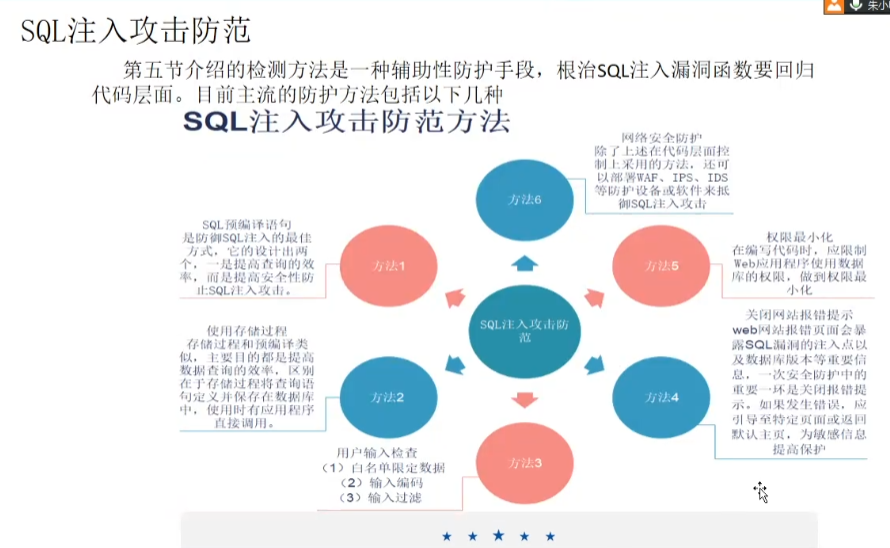 朱小
SQL注入攻击防范
第五节介绍的检测方法是一种辅助性防护手段，根治SQL注入漏洞函数要回归
代码层面。目前主流的防护方法包括以下几种
SQL注入攻击防范方法
网络安全防护
除了上述在代码层面控
制上采用的方法，还可
以部署WAF、IPS、IDS
等防护设备或软件来抵
御SQL注入攻击
方法6
SQL预编译语句
是防御SQL注入的最佳
方式，它的设计出两
个，一是提高查询的效
率，而是提高安全性防
止SQL注入攻击。
方法1
方法5
权限最小化
在编写代码时，应限制
Web应用程序使用数据
库的权限，做到权限最
小化
SQL注入攻击防
范
使用存储过程
存储过程和预编译类
似，主要目的都是提高
数据查询的效率，区别
在于存储过程将查询语
句定义并保存在数据库
中，使用时有应用程序
直接调用。
方法2
方法4
关闭网站报错提示
web网站报错页面会暴
露SQL漏洞的注入点以
及数据库版本等重要信
息，一次安全防护中的
重要一环是关闭报错提
示。如果发生错误，应
引导至特定页面或返回
默认主页，为敏感信息
提高保护
用户输入检查
（1）白名单限定数据
（2）输入编码
（3）输入过滤
方法3